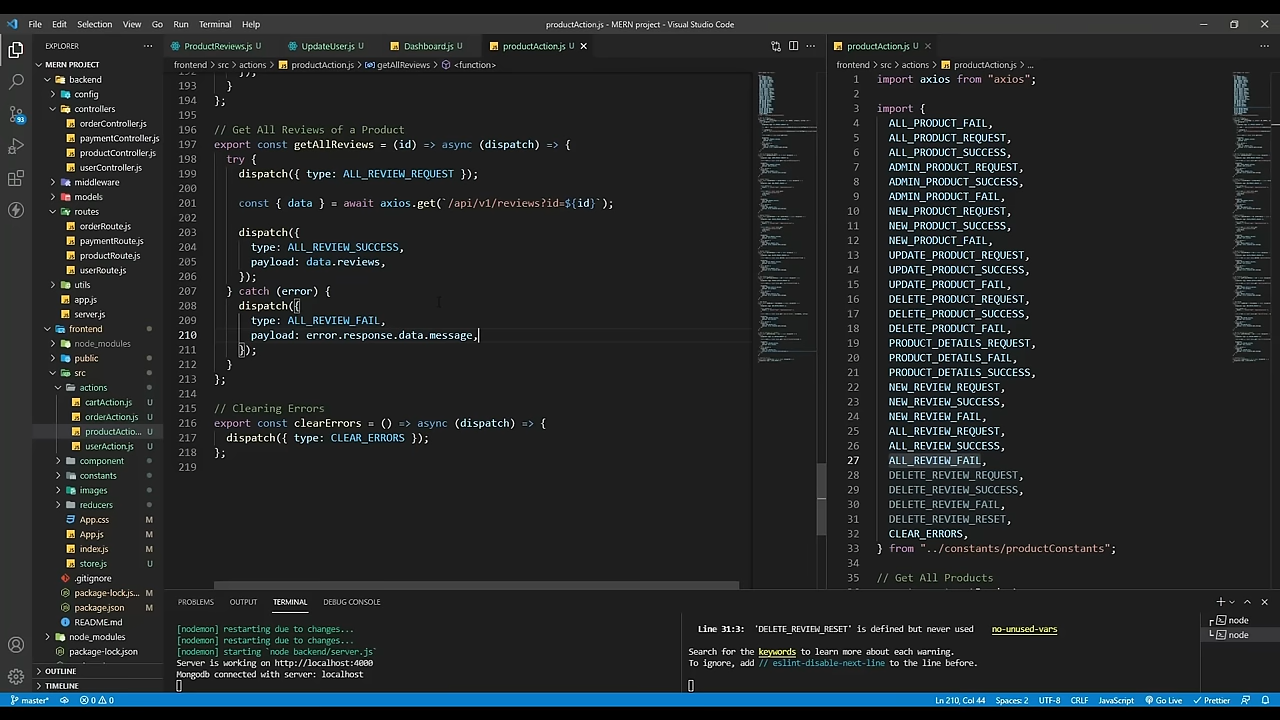 File Edit Selection View Go Run Terminal Help
productAction.js - MERN project - Visual Studio Code
EXPLORER
MERN PROJECT
backend
config
controllers
orderController.js
paymentController.js
productController.js
userController.js
middleware
models
routes
orderRoute.js
paymentRoute.js
productRoute.js
userRoute.js
utils
app.js
server.js
frontend
node_modules
public
src
actions
cartAction.js U
orderAction.js U
productActio... U
userAction.js U
component
constants
images
reducers
App.css M
App.js M
index.js M
store.js U
.gitignore
package-lock.js... M
package.json M
README.md
node_modules
package-lock.json
OUTLINE
TIMELINE
93
ProductReviews.js U
UpdateUser.js U
Dashboard.js U
productAction.js U
frontend > src > actions > productAction.js > getAllReviews > <function>
192 });
193 }
194 };
195
196 // Get All Reviews of a Product
197 export const getAllReviews = (id) => async (dispatch) => {
198 try {
199 dispatch({ type: ALL_REVIEW_REQUEST });
200
201 const { data } = await axios.get(`/api/v1/reviews?id=${id}`);
202
203 dispatch({
204 type: ALL_REVIEW_SUCCESS,
205 payload: data.reviews,
206 });
207 } catch (error) {
208 dispatch({
209 type: ALL_REVIEW_FAIL,
210 payload: error.response.data.message,
211 });
212 }
213 };
214
215 // Clearing Errors
216 export const clearErrors = () => async (dispatch) => {
217 dispatch({ type: CLEAR_ERRORS });
218 };
219
productAction.js U
frontend > src > actions > productAction.js > ...
1 import axios from "axios";
2
3 import {
4 ALL_PRODUCT_FAIL,
5 ALL_PRODUCT_REQUEST,
6 ALL_PRODUCT_SUCCESS,
7 ADMIN_PRODUCT_REQUEST,
8 ADMIN_PRODUCT_SUCCESS,
9 ADMIN_PRODUCT_FAIL,
10 NEW_PRODUCT_REQUEST,
11 NEW_PRODUCT_SUCCESS,
12 NEW_PRODUCT_FAIL,
13 UPDATE_PRODUCT_REQUEST,
14 UPDATE_PRODUCT_SUCCESS,
15 UPDATE_PRODUCT_FAIL,
16 DELETE_PRODUCT_REQUEST,
17 DELETE_PRODUCT_SUCCESS,
18 DELETE_PRODUCT_FAIL,
19 PRODUCT_DETAILS_REQUEST,
20 PRODUCT_DETAILS_FAIL,
21 PRODUCT_DETAILS_SUCCESS,
22 NEW_REVIEW_REQUEST,
23 NEW_REVIEW_SUCCESS,
24 NEW_REVIEW_FAIL,
25 ALL_REVIEW_REQUEST,
26 ALL_REVIEW_SUCCESS,
27 ALL_REVIEW_FAIL,
28 DELETE_REVIEW_REQUEST,
29 DELETE_REVIEW_SUCCESS,
30 DELETE_REVIEW_FAIL,
31 DELETE_REVIEW_RESET,
32 CLEAR_ERRORS,
33 } from "../constants/productConstants";
34
35 // Get All Products
PROBLEMS OUTPUT TERMINAL DEBUG CONSOLE
[nodemon] restarting due to changes...
[nodemon] restarting due to changes...
[nodemon] starting `node backend/server.js`
Server is working on http://localhost:4000
Mongodb connected with server: localhost
Line 31:3: 'DELETE_REVIEW_RESET' is defined but never used no-unused-vars
Search for the keywords to learn more about each warning.
To ignore, add // eslint-disable-next-line to the line before.
node
node
master* 0 0
Ln 210, Col 44 Spaces: 2 UTF-8 CRLF JavaScript Go Live Prettier